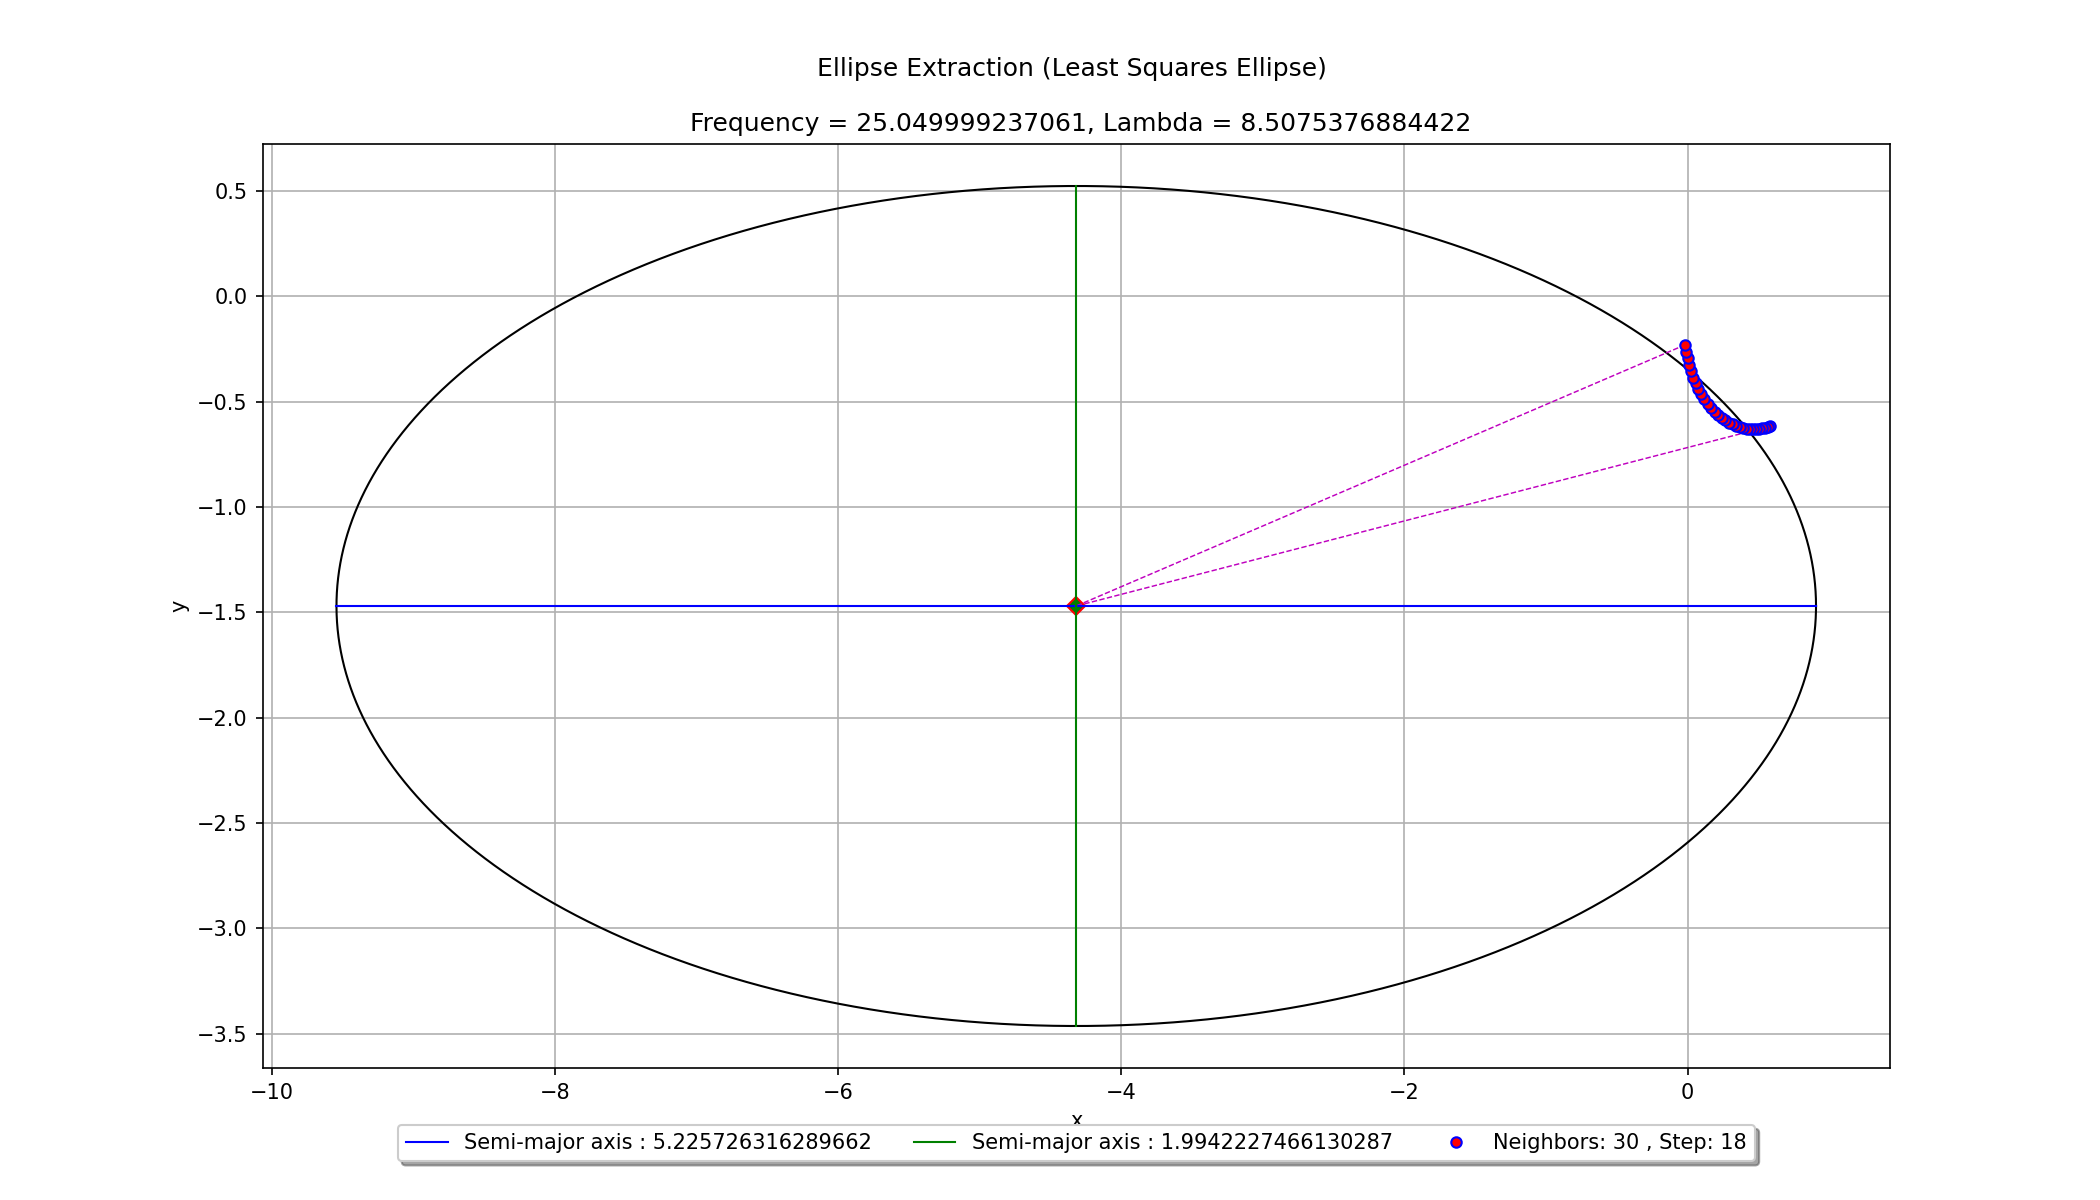 Ellipse Extraction (Least Squares Ellipse)
Frequency = 25.049999237061, Lambda = 8.5075376884422
0.5
0.0
−0.5
−1.0
−1.5
−2.0
−2.5
−3.0
−3.5
y
−10 −8 −6 −4 −2 0
x
Semi-major axis : 5.225726316289662 Semi-major axis : 1.9942227466130287 Neighbors: 30 , Step: 18